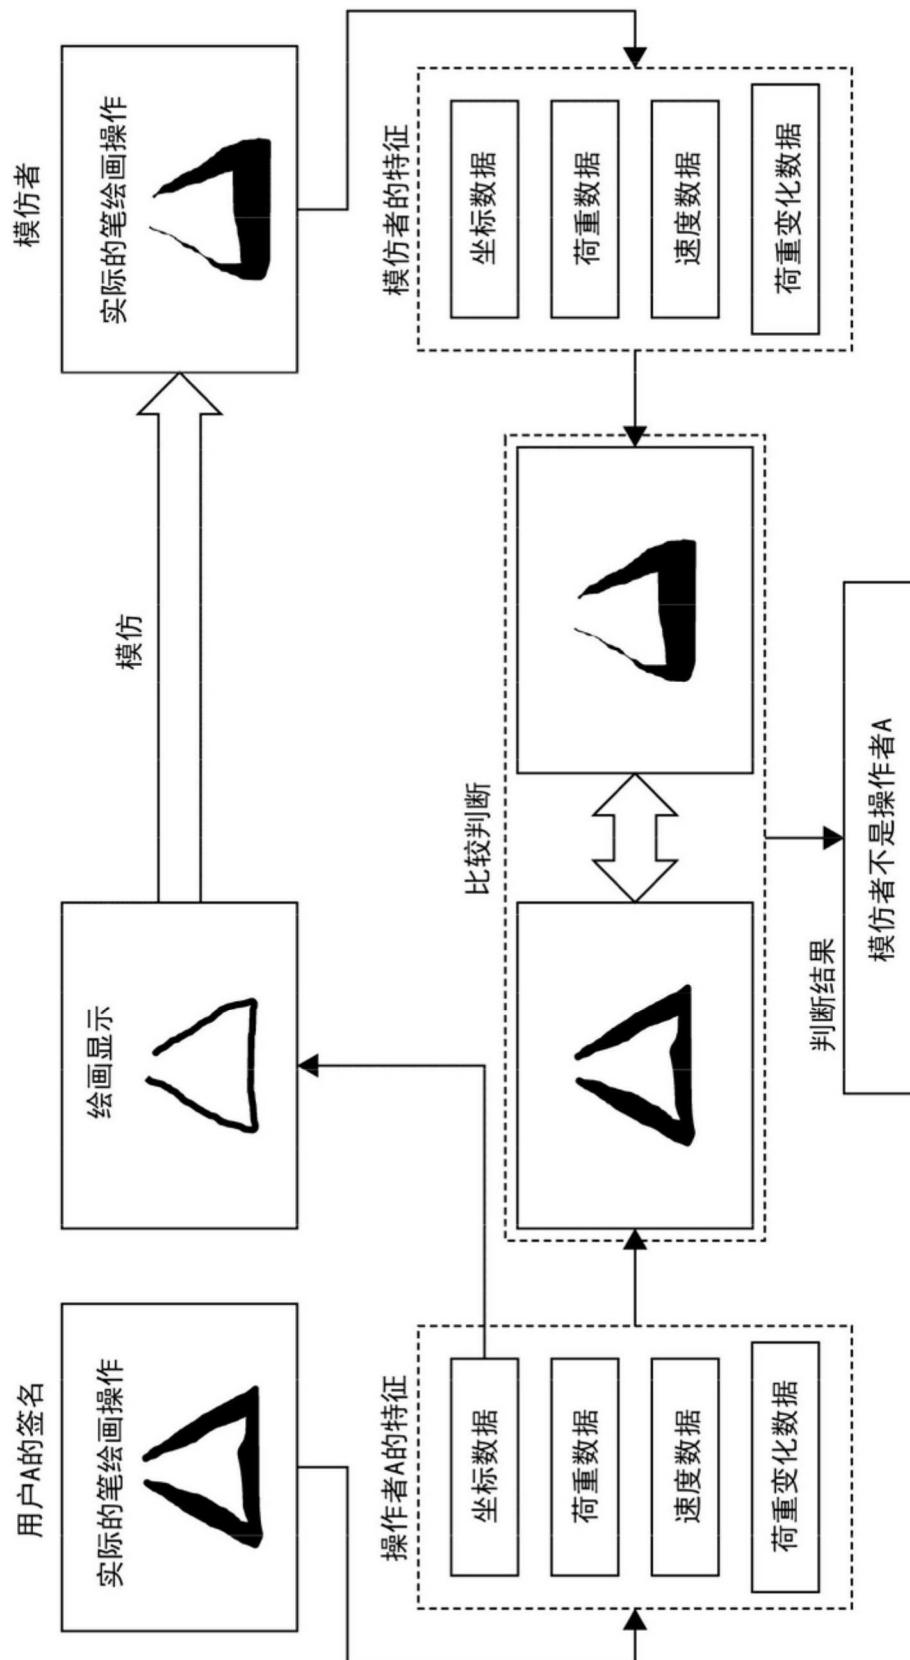 用户A的签名
模仿者
实际的笔绘画操作
绘画显示
模仿
实际的笔绘画操作
操作者A的特征
坐标数据
荷重数据
速度数据
荷重变化数据
比较判断
模仿者的特征
坐标数据
荷重数据
速度数据
荷重变化数据
判断结果
模仿者不是操作者A